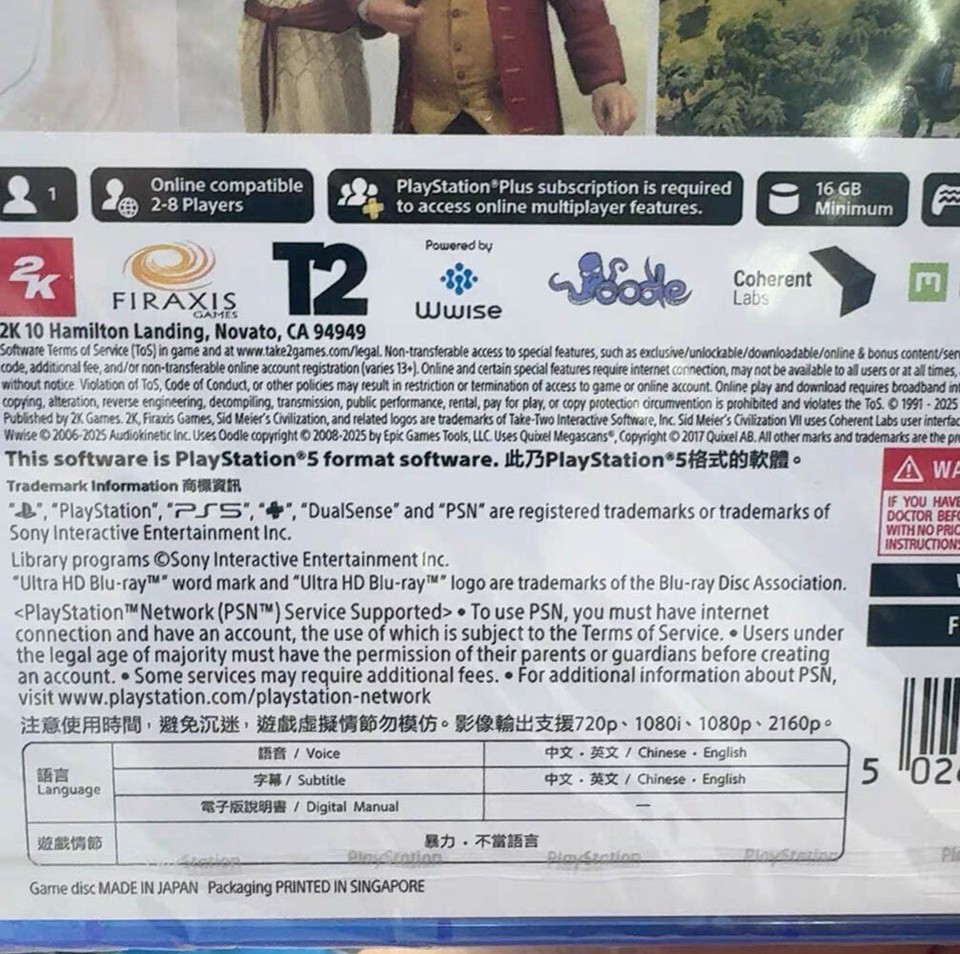 1
Online compatible
2-8 Players
PlayStation®Plus subscription is required
to access online multiplayer features.
16 GB
Minimum
2K
FIRAXIS
GAMES
T2
Powered by
Wwise
Oodle
Coherent
Labs
m
2K 10 Hamilton Landing, Novato, CA 94949
Software Terms of Service (ToS) in game and at www.take2games.com/legal. Non-transferable access to special features, such as exclusive/unlockable/downloadable/online & bonus content/ser
code, additional fee, and/or non-transferable online account registration (varies 13+). Online and certain special features require internet connection, may not be available to all users or at all times,
without notice. Violation of ToS, Code of Conduct, or other policies may result in restriction or termination of access to game or online account. Online play and download requires broadband in
copying, alteration, reverse engineering, decompiling, transmission, public performance, rental, pay for play, or copy protection circumvention is prohibited and violates the ToS. © 1991 - 2025
Published by 2K Games. 2K, Firaxis Games, Sid Meier's Civilization, and related logos are trademarks of Take-Two Interactive Software, Inc. Sid Meier's Civilization VII uses Coherent Labs user interfac
Wwise © 2006-2025 Audiokinetic Inc. Uses Oodle copyright © 2008-2025 by Epic Games Tools, LLC. Uses Quixel Megascans®, Copyright © 2017 Quixel AB. All other marks and trademarks are the pr
This software is PlayStation®5 format software. 此乃PlayStation®5格式的軟體。
Trademark Information 商標資訊
"", "PlayStation", "PS5", "", "DualSense" and "PSN" are registered trademarks or trademarks of
Sony Interactive Entertainment Inc.
Library programs ©Sony Interactive Entertainment Inc.
"Ultra HD Blu-ray™" word mark and "Ultra HD Blu-ray™" logo are trademarks of the Blu-ray Disc Association.
<PlayStation™Network (PSN™) Service Supported> • To use PSN, you must have internet
connection and have an account, the use of which is subject to the Terms of Service. • Users under
the legal age of majority must have the permission of their parents or guardians before creating
an account. • Some services may require additional fees. • For additional information about PSN,
visit www.playstation.com/playstation-network
注意使用時間，避免沉迷，遊戲虛擬情節勿模仿。影像輸出支援720p、1080i、1080p、2160p。
WA
IF YOU HAVE
DOCTOR BEFO
WITH NO PRIO
INSTRUCTIONS
F
語言
Language
語音 / Voice
中文・英文 / Chinese・English
字幕 / Subtitle
中文・英文 / Chinese・English
電子版說明書 / Digital Manual
—
遊戲情節
暴力・不當語言
5 026
PlayStation
PlayStation
PlayStation
Game disc MADE IN JAPAN Packaging PRINTED IN SINGAPORE